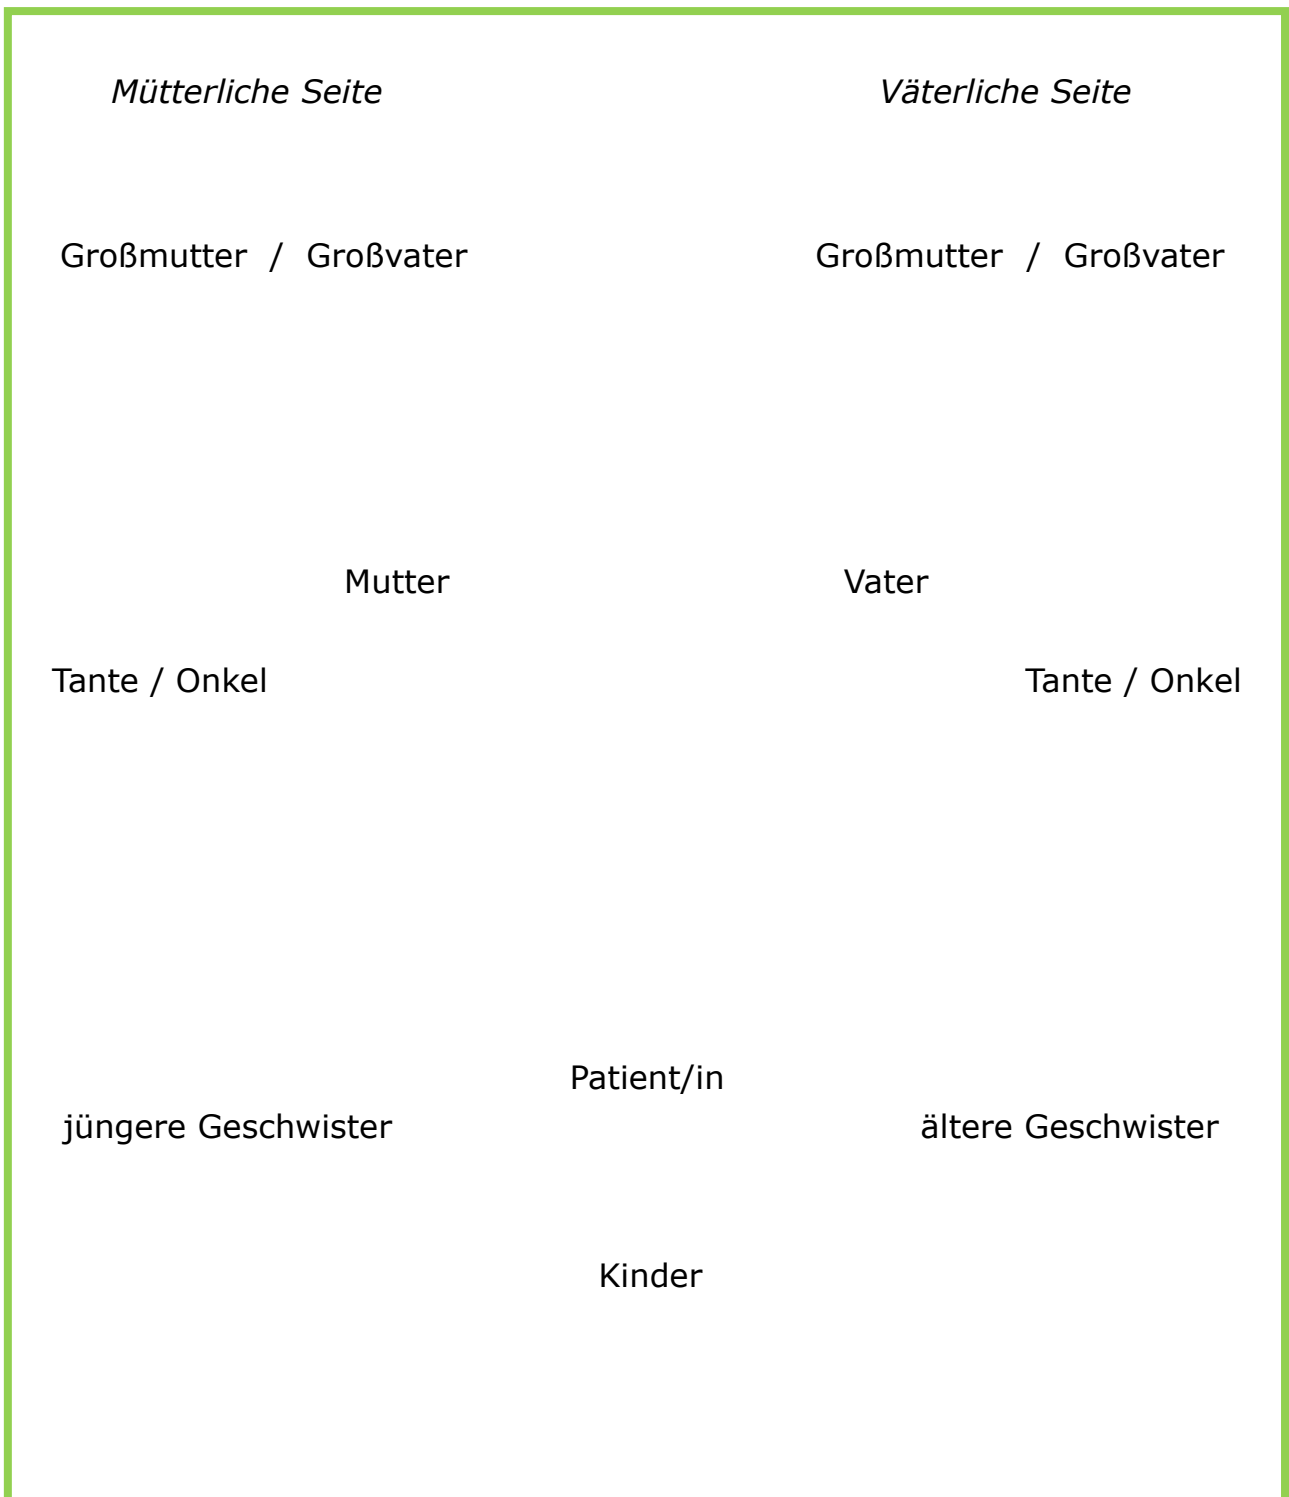 Mütterliche Seite Väterliche Seite
Großmutter / Großvater Großmutter / Großvater
Mutter Vater
Tante / Onkel Tante / Onkel
Patient/in
jüngere Geschwister ältere Geschwister
Kinder